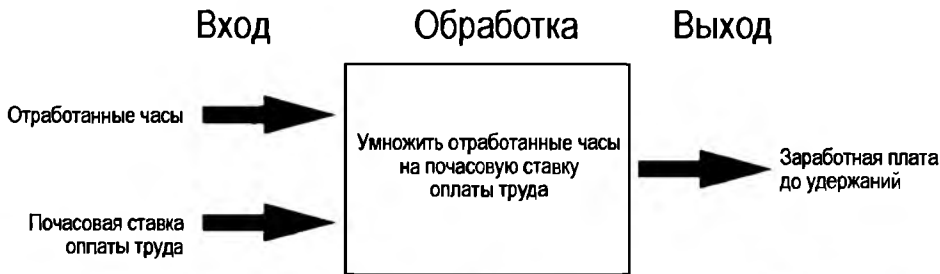 Вход
Обработка
Выход
Отработанные часы
Почасовая ставка
оплаты труда
Умножить отработанные часы
на почасовую ставку
оплаты труда
Заработная плата
до удержаний